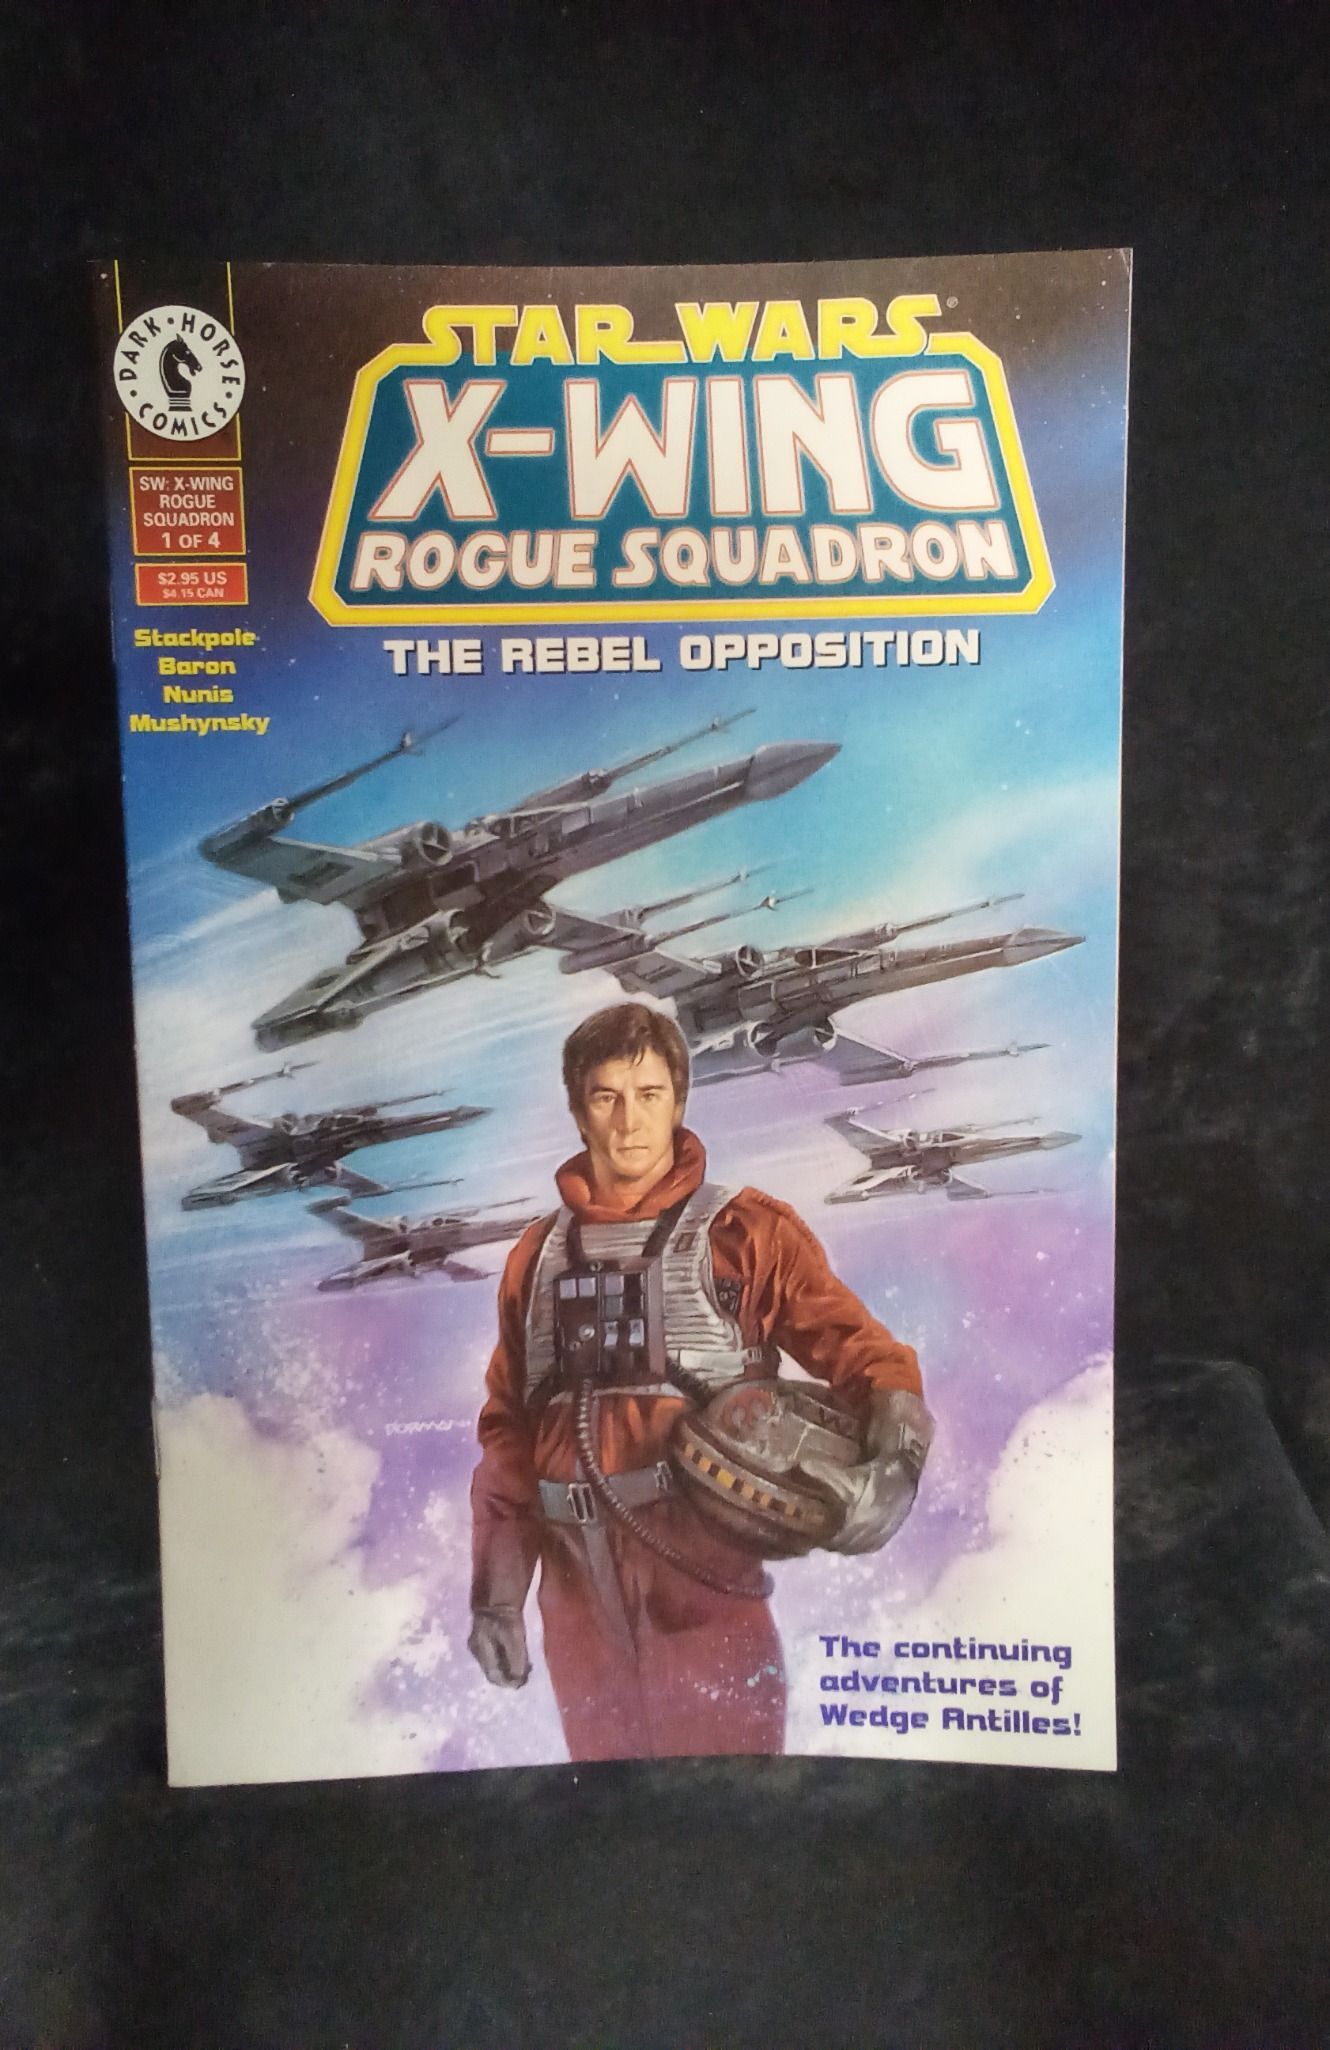 DARK • HORSE
• COMICS •
SW: X-WING
ROGUE
SQUADRON
1 OF 4
$2.95 US
$4.15 CAN
Stackpole
Baron
Nunis
Mushynsky
STAR WARS®
X-WING
ROGUE SQUADRON
THE REBEL OPPOSITION
DORMAN
The continuing
adventures of
Wedge Antilles!